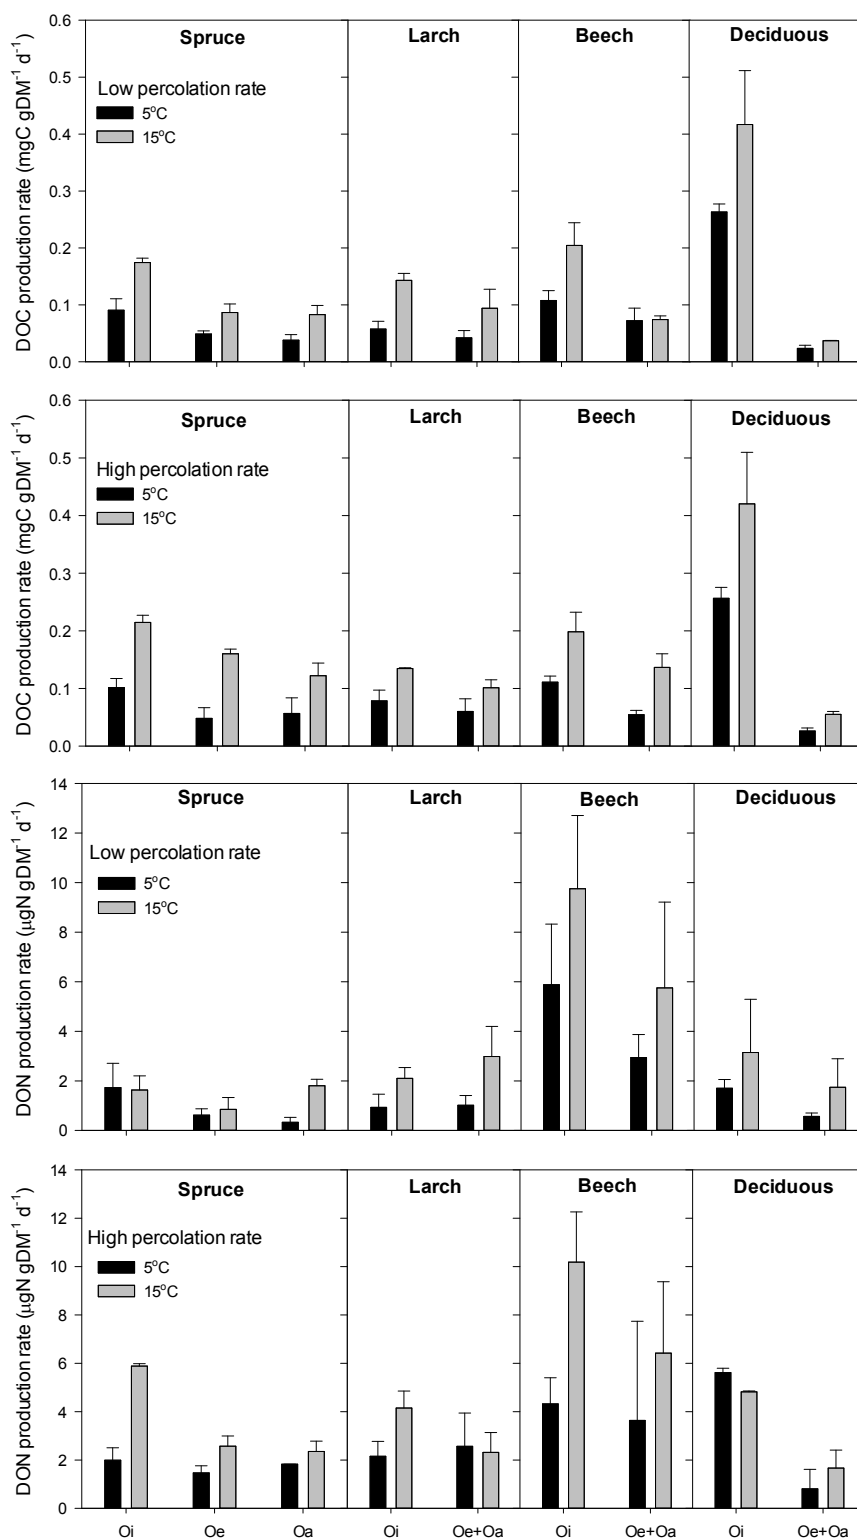 0.6
Spruce Larch Beech Deciduous
0.5
Low percolation rate
5°C
0.4
15°C
0.3
0.2
0.1
0.0
DOC production rate (mgC gDM⁻¹ d⁻¹)
0.6
Spruce Larch Beech Deciduous
0.5
High percolation rate
5°C
0.4
15°C
0.3
0.2
0.1
0.0
DOC production rate (mgC gDM⁻¹ d⁻¹)
14
Spruce Larch Beech Deciduous
12
Low percolation rate
10
5°C
15°C
8
6
4
2
0
DON production rate (µgN gDM⁻¹ d⁻¹)
14
Spruce Larch Beech Deciduous
12
High percolation rate
10
5°C
15°C
8
6
4
2
0
DON production rate (µgN gDM⁻¹ d⁻¹)
Oi Oe Oa Oi Oe+Oa Oi Oe+Oa Oi Oe+Oa